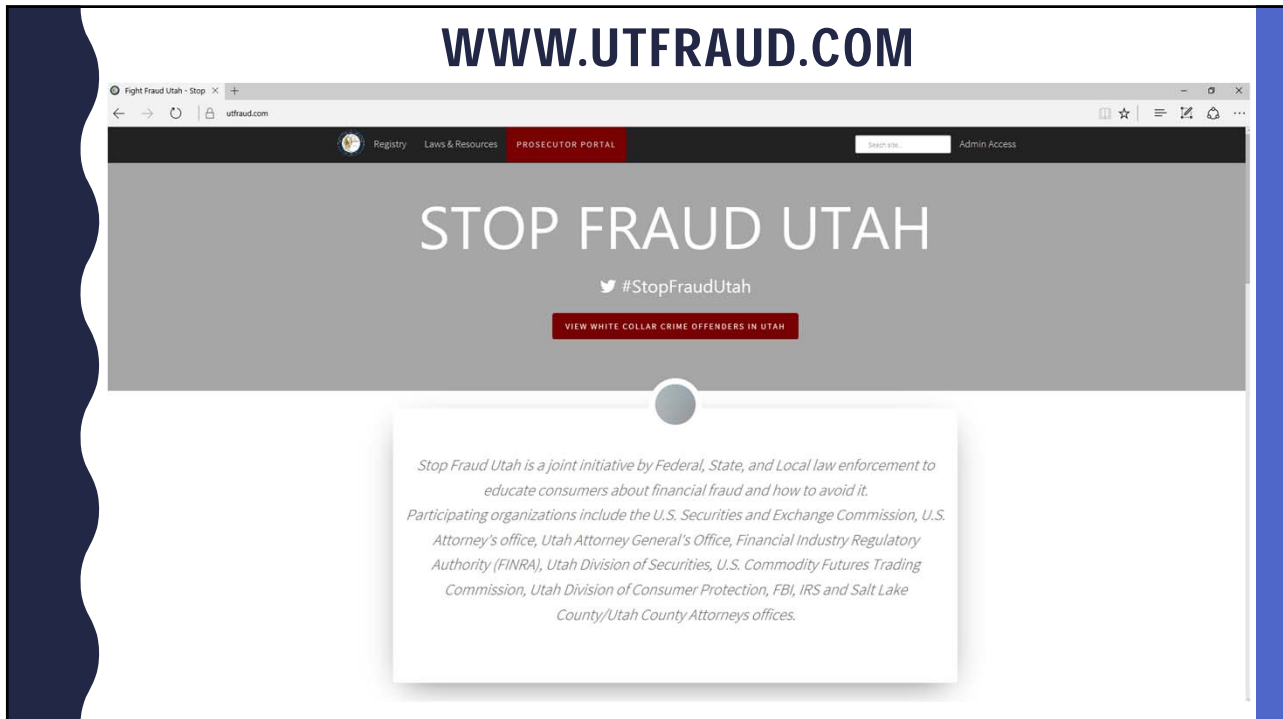 WWW.UTFRAUD.COM
Fight Fraud Utah - Stop
utfraud.com
Registry Laws & Resources PROSECUTOR PORTAL Search site... Admin Access
STOP FRAUD UTAH
#StopFraudUtah
VIEW WHITE COLLAR CRIME OFFENDERS IN UTAH
Stop Fraud Utah is a joint initiative by Federal, State, and Local law enforcement to
educate consumers about financial fraud and how to avoid it.
Participating organizations include the U.S. Securities and Exchange Commission, U.S.
Attorney's office, Utah Attorney General's Office, Financial Industry Regulatory
Authority (FINRA), Utah Division of Securities, U.S. Commodity Futures Trading
Commission, Utah Division of Consumer Protection, FBI, IRS and Salt Lake
County/Utah County Attorneys offices.